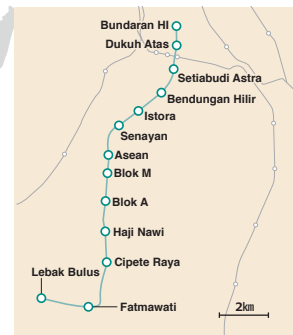 Bundaran HI
Dukuh Atas
Setiabudi Astra
Bendungan Hilir
Istora
Senayan
Asean
Blok M
Blok A
Haji Nawi
Cipete Raya
Lebak Bulus
Fatmawati
2km